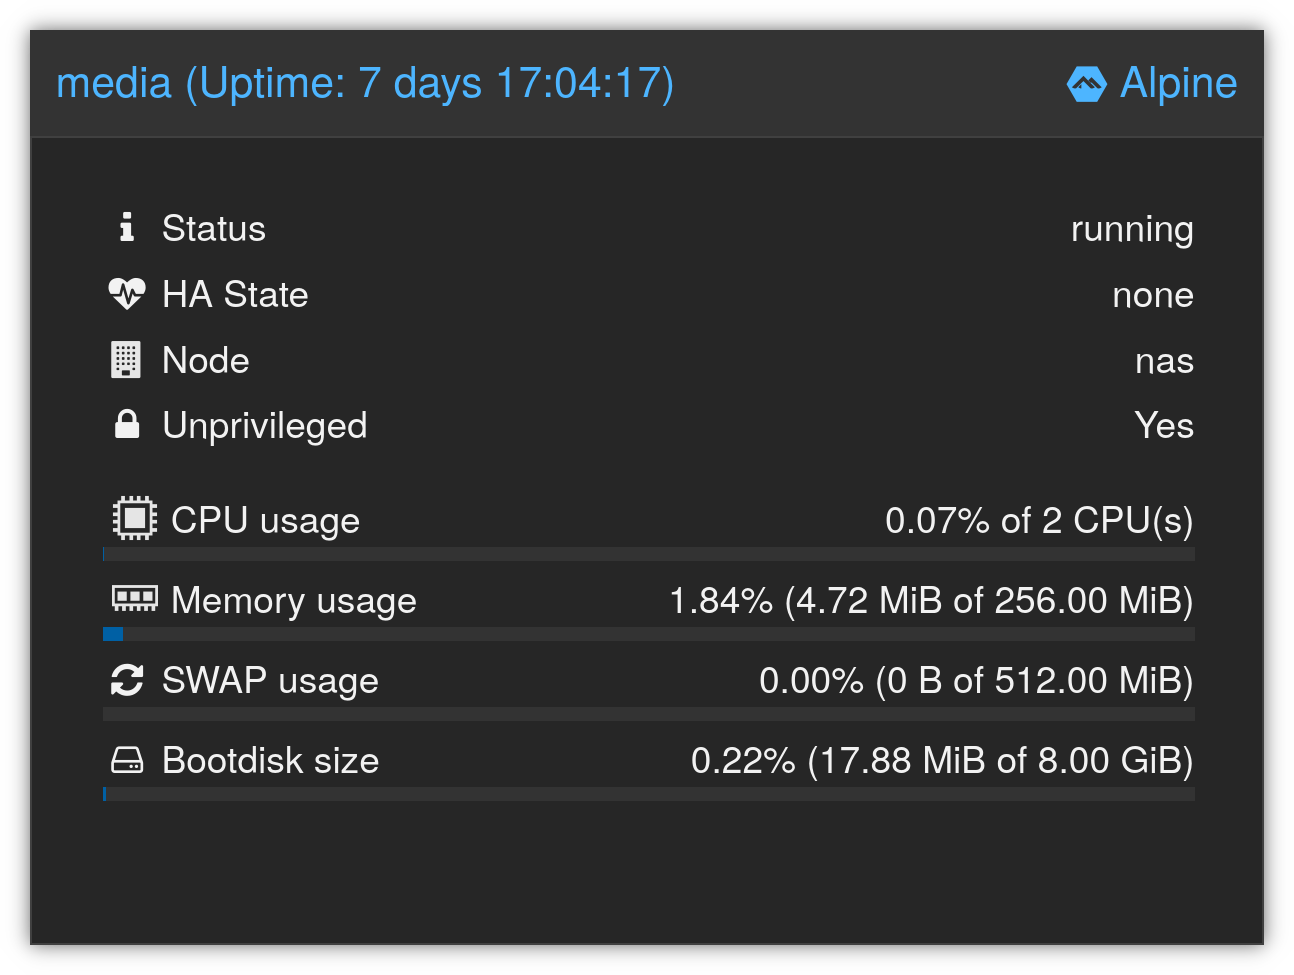 media (Uptime: 7 days 17:04:17) Alpine
Status running
HA State none
Node nas
Unprivileged Yes
CPU usage 0.07% of 2 CPU(s)
Memory usage 1.84% (4.72 MiB of 256.00 MiB)
SWAP usage 0.00% (0 B of 512.00 MiB)
Bootdisk size 0.22% (17.88 MiB of 8.00 GiB)